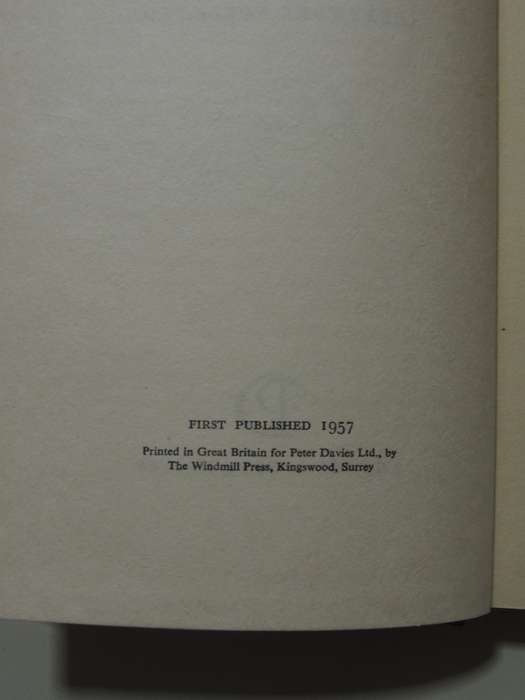 FIRST PUBLISHED 1957
Printed in Great Britain for Peter Davies Ltd., by
The Windmill Press, Kingswood, Surrey